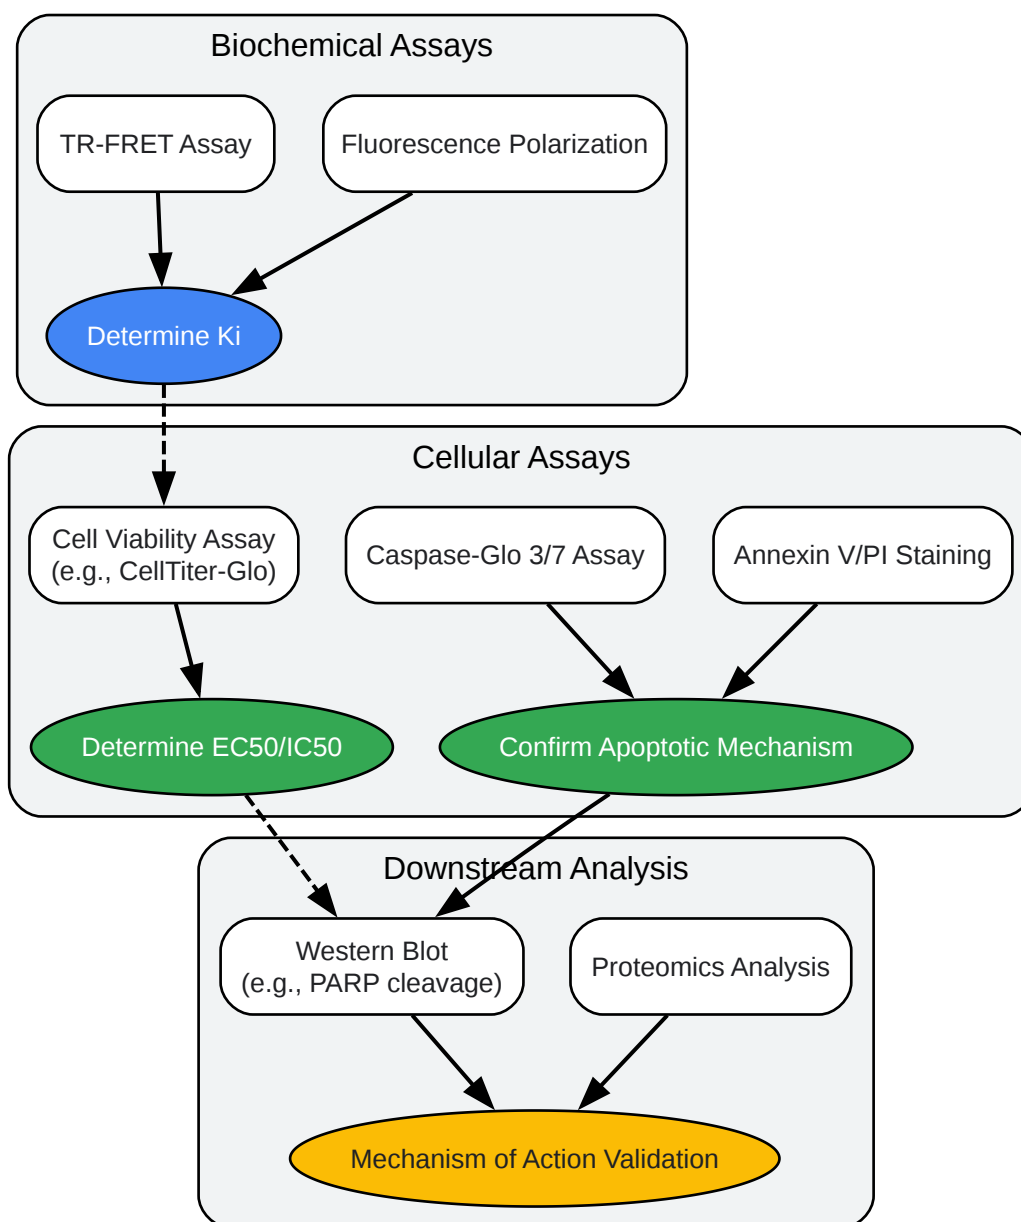 Biochemical Assays
TR-FRET Assay
Fluorescence Polarization
Determine Ki
Cellular Assays
Cell Viability Assay
(e.g., CellTiter-Glo)
Caspase-Glo 3/7 Assay
Annexin V/PI Staining
Determine EC50/IC50
Confirm Apoptotic Mechanism
Downstream Analysis
Western Blot
(e.g., PARP cleavage)
Proteomics Analysis
Mechanism of Action Validation